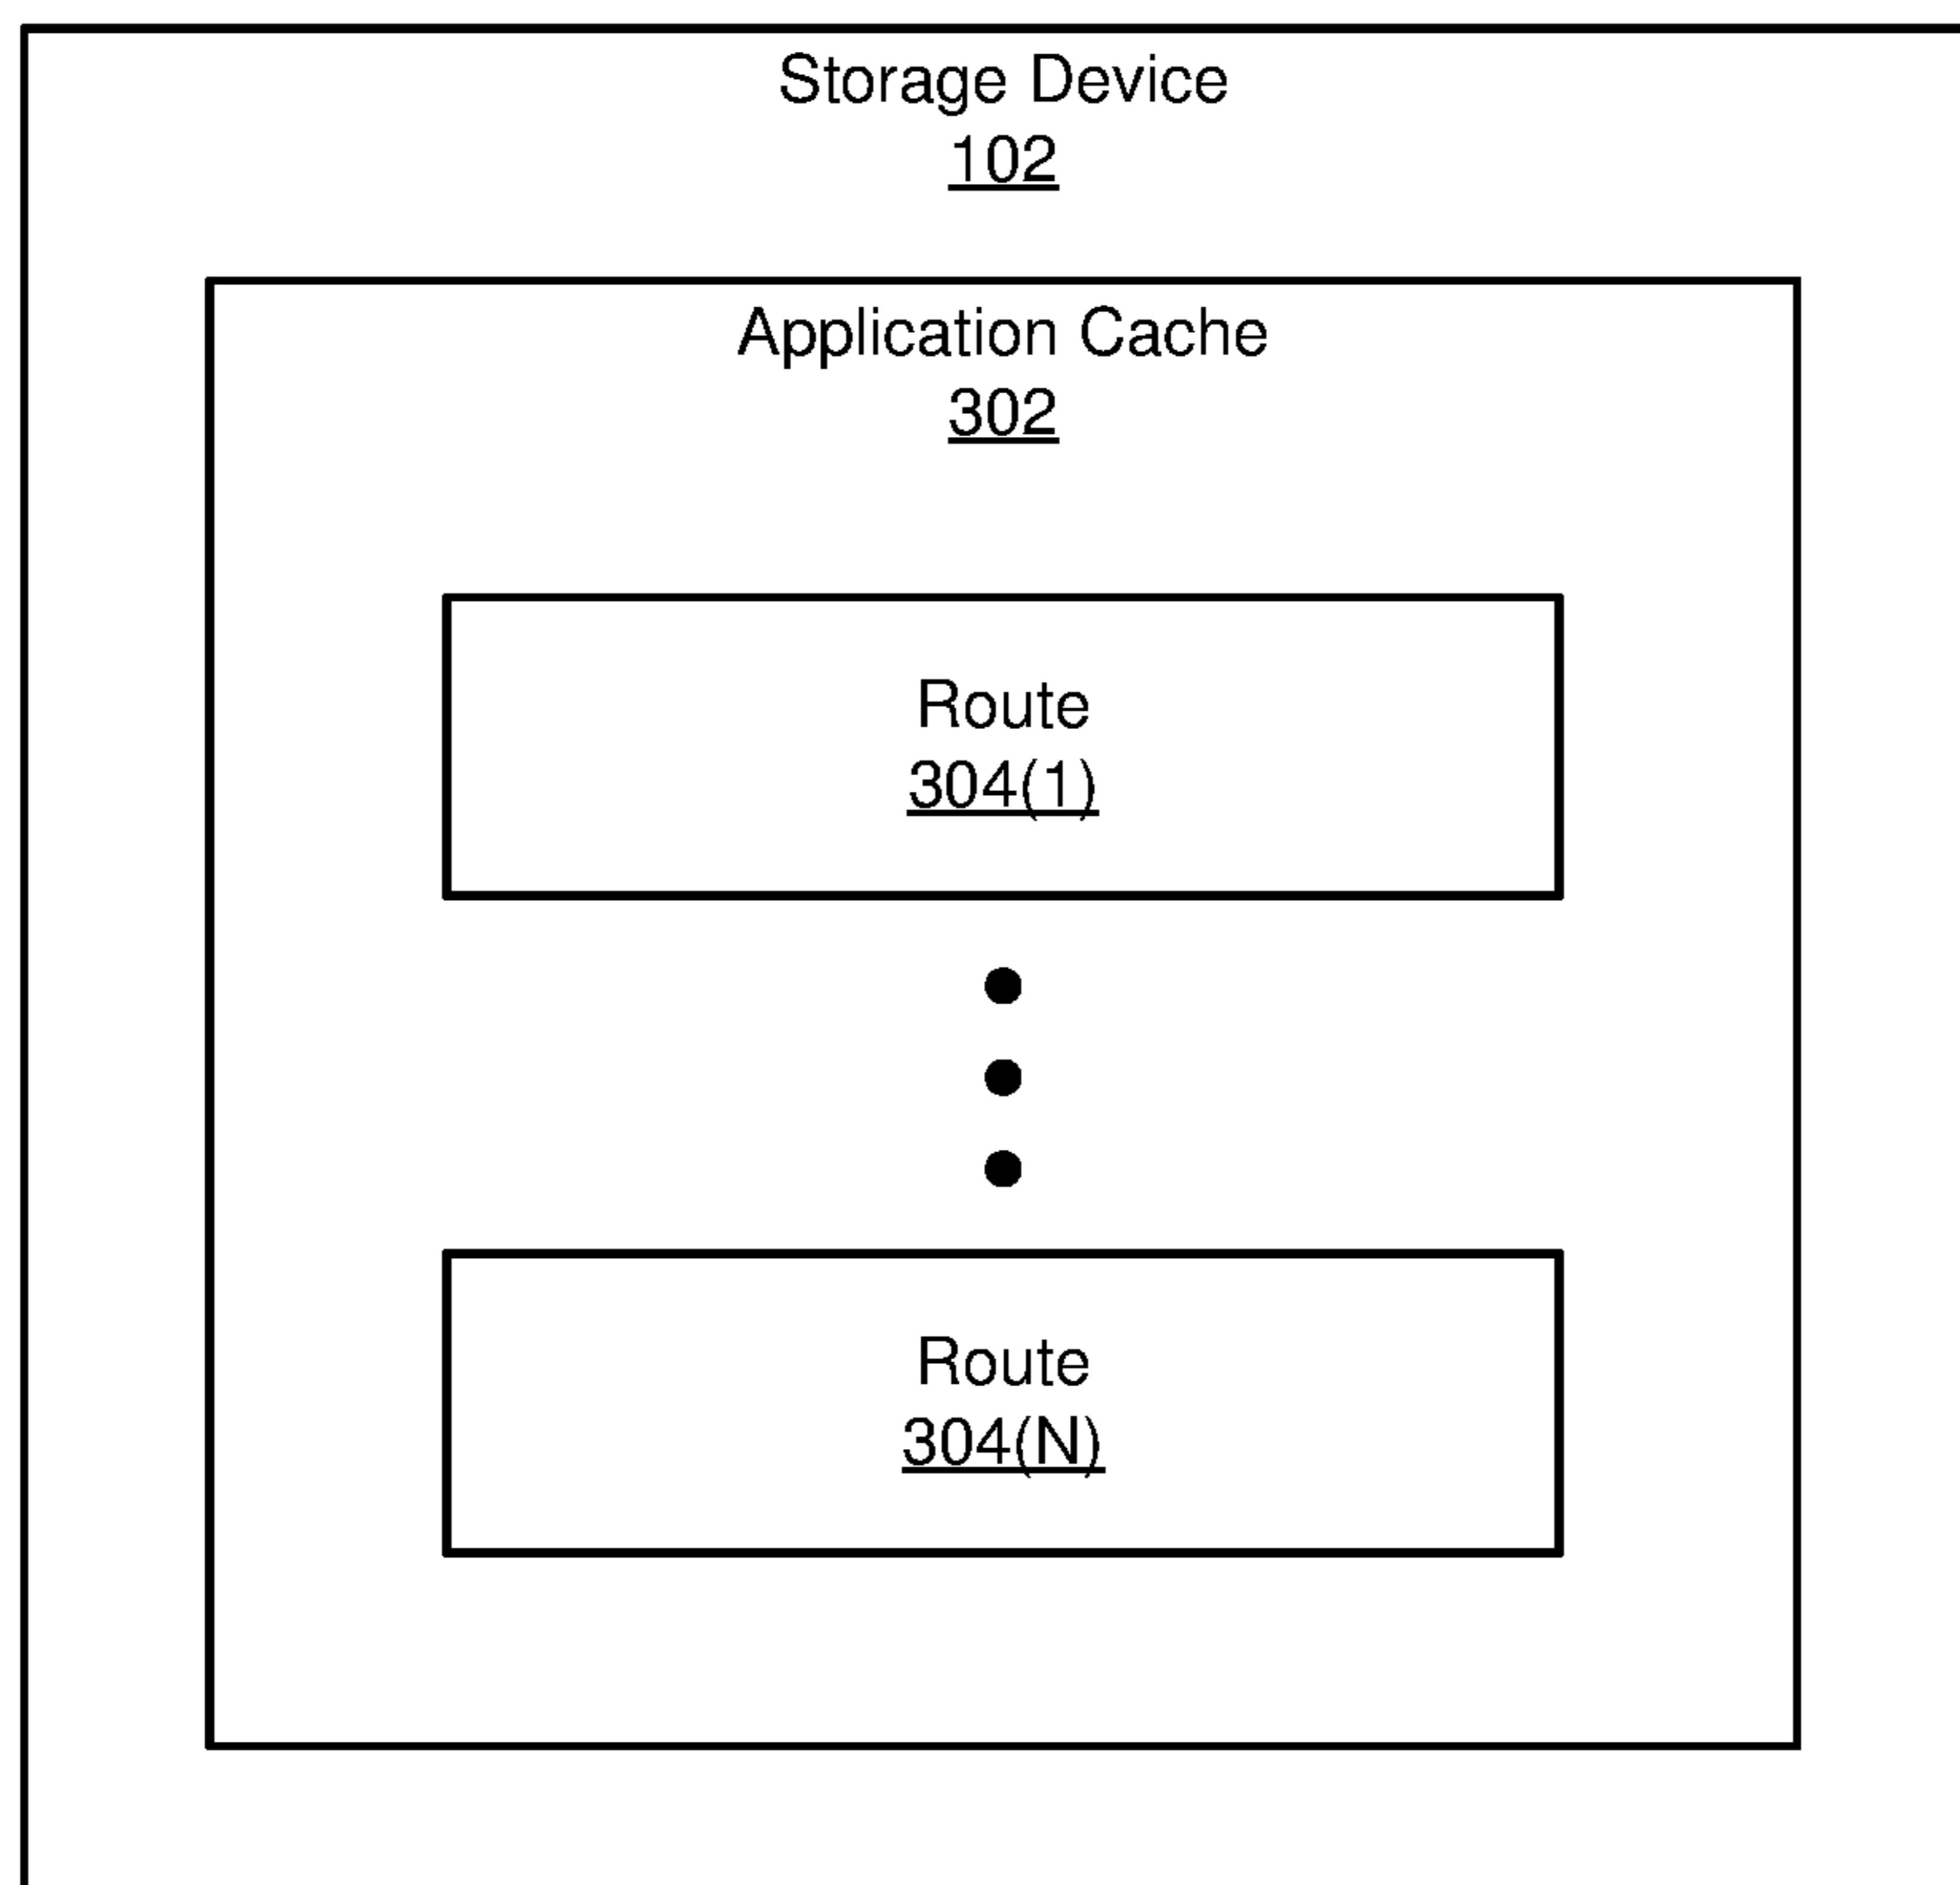 Storage Device
102
Application Cache
302
Route
304(1)
Route
304(N)